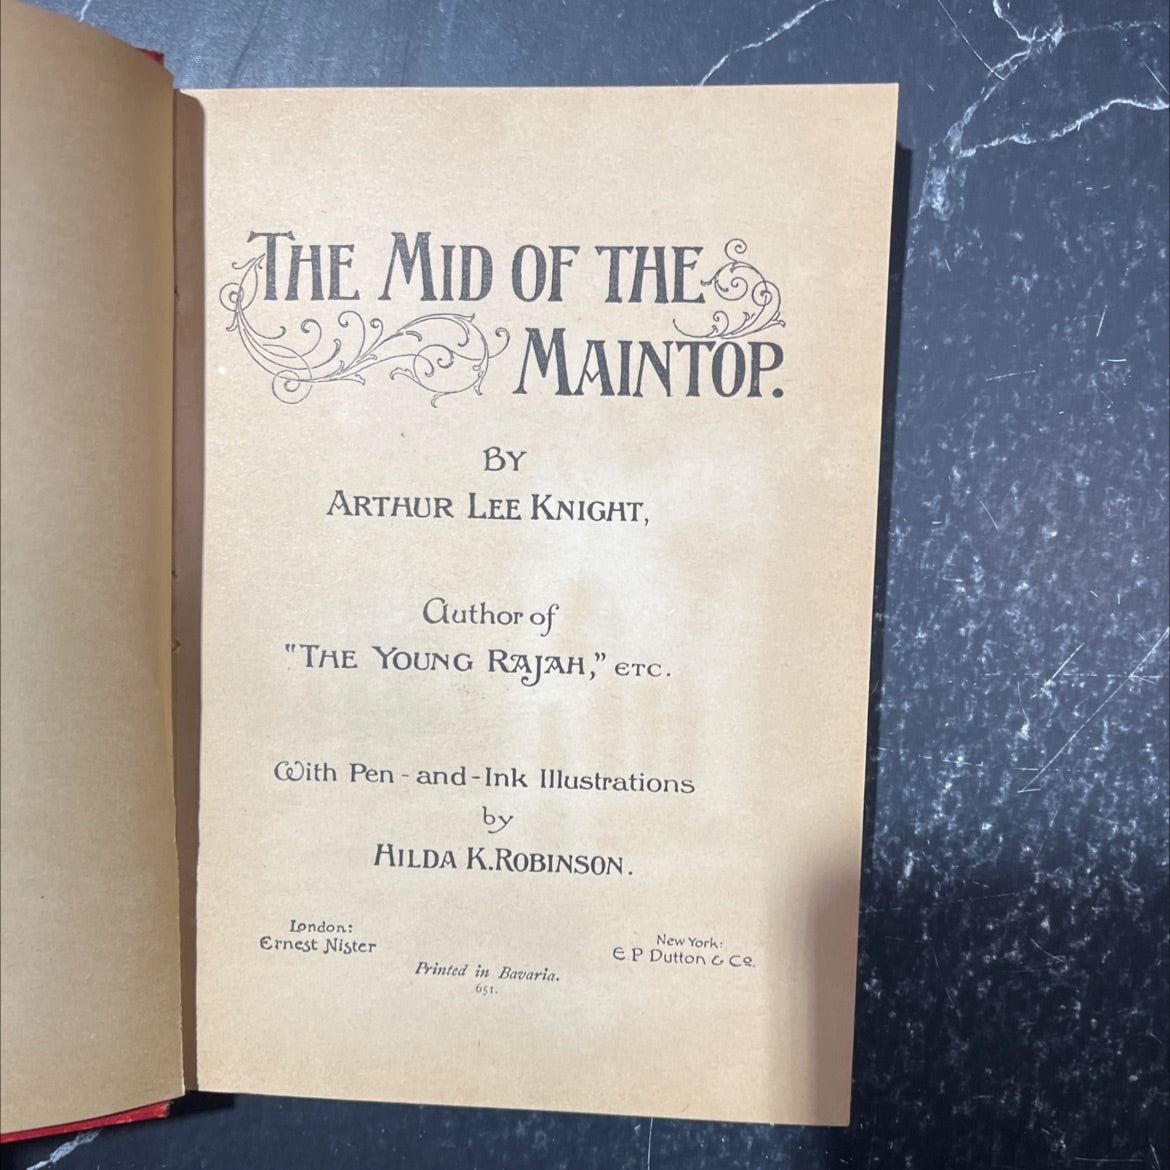 THE MID OF THE
MAINTOP.
BY
ARTHUR LEE KNIGHT,
Author of
"THE YOUNG RAJAH," ETC.
With Pen-and-Ink Illustrations
by
HILDA K. ROBINSON.
London:
Ernest Nister
New York:
E P Dutton & Co.
Printed in Bavaria.
651.